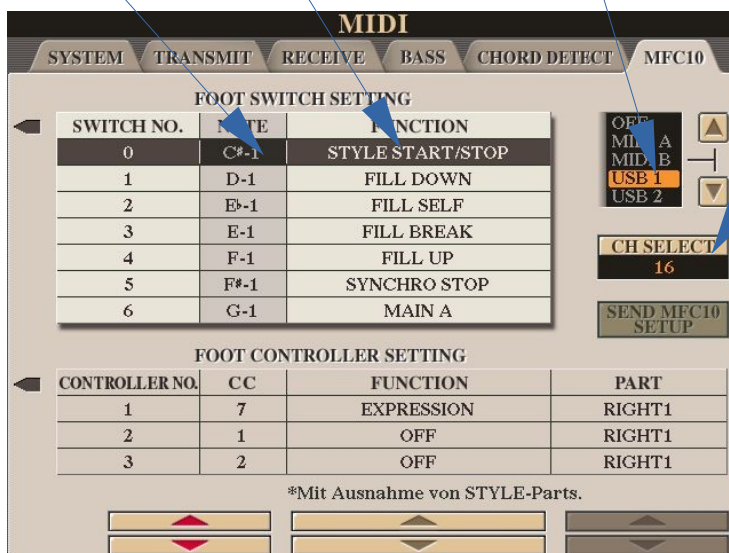 MIDI
SYSTEM TRANSMIT RECEIVE BASS CHORD DETECT MFC10
FOOT SWITCH SETTING
SWITCH NO. NOTE FUNCTION
0 C#-1 STYLE START/STOP
1 D-1 FILL DOWN
2 E♭-1 FILL SELF
3 E-1 FILL BREAK
4 F-1 FILL UP
5 F#-1 SYNCHRO STOP
6 G-1 MAIN A
OFF
MIDI A
MIDI B
USB 1
USB 2
CH SELECT
16
SEND MFC10
SETUP
FOOT CONTROLLER SETTING
CONTROLLER NO. CC FUNCTION PART
1 7 EXPRESSION RIGHT1
2 1 OFF RIGHT1
3 2 OFF RIGHT1
*Mit Ausnahme von STYLE-Parts.